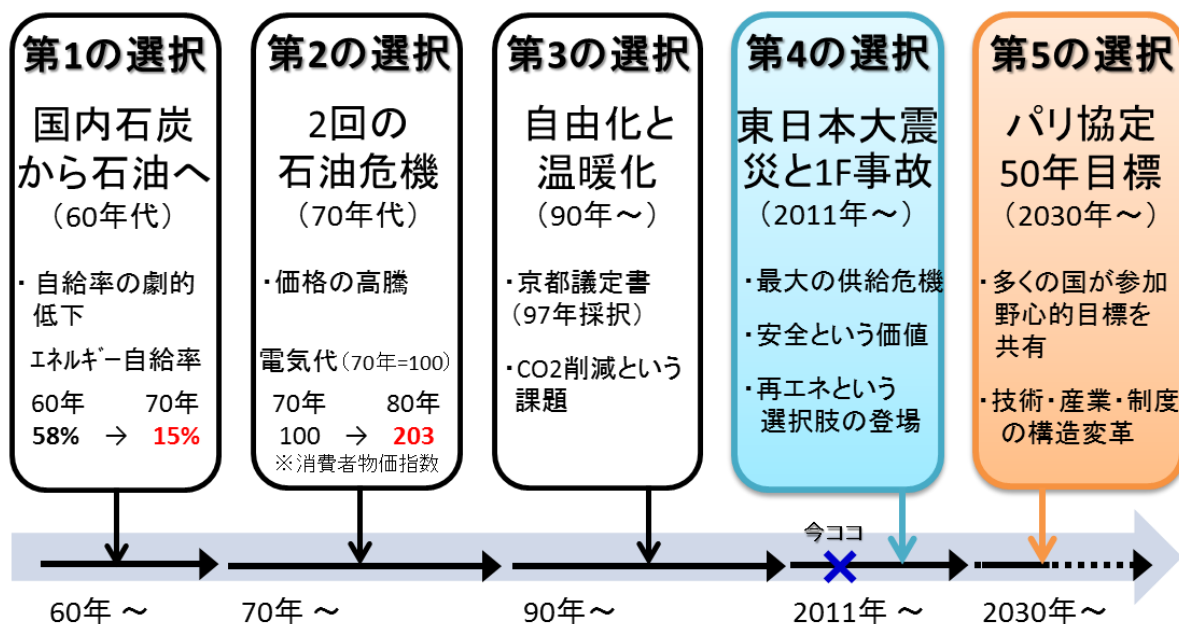 第1の選択
国内石炭
から石油へ
（60年代）
・自給率の劇的
低下
ｴﾈﾙｷﾞｰ自給率
60年 70年
58% → 15%
第2の選択
2回の
石油危機
（70年代）
・価格の高騰
電気代（70年=100）
70年 80年
100 → 203
※消費者物価指数
第3の選択
自由化と
温暖化
（90年～）
・京都議定書
（97年採択）
・CO2削減という
課題
第4の選択
東日本大震
災と1F事故
（2011年～）
・最大の供給危機
・安全という価値
・再エネという
選択肢の登場
第5の選択
パリ協定
50年目標
（2030年～）
・多くの国が参加
野心的目標を
共有
・技術・産業・制度
の構造変革
今ココ
60年 ～
70年 ～
90年～
2011年 ～
2030年～